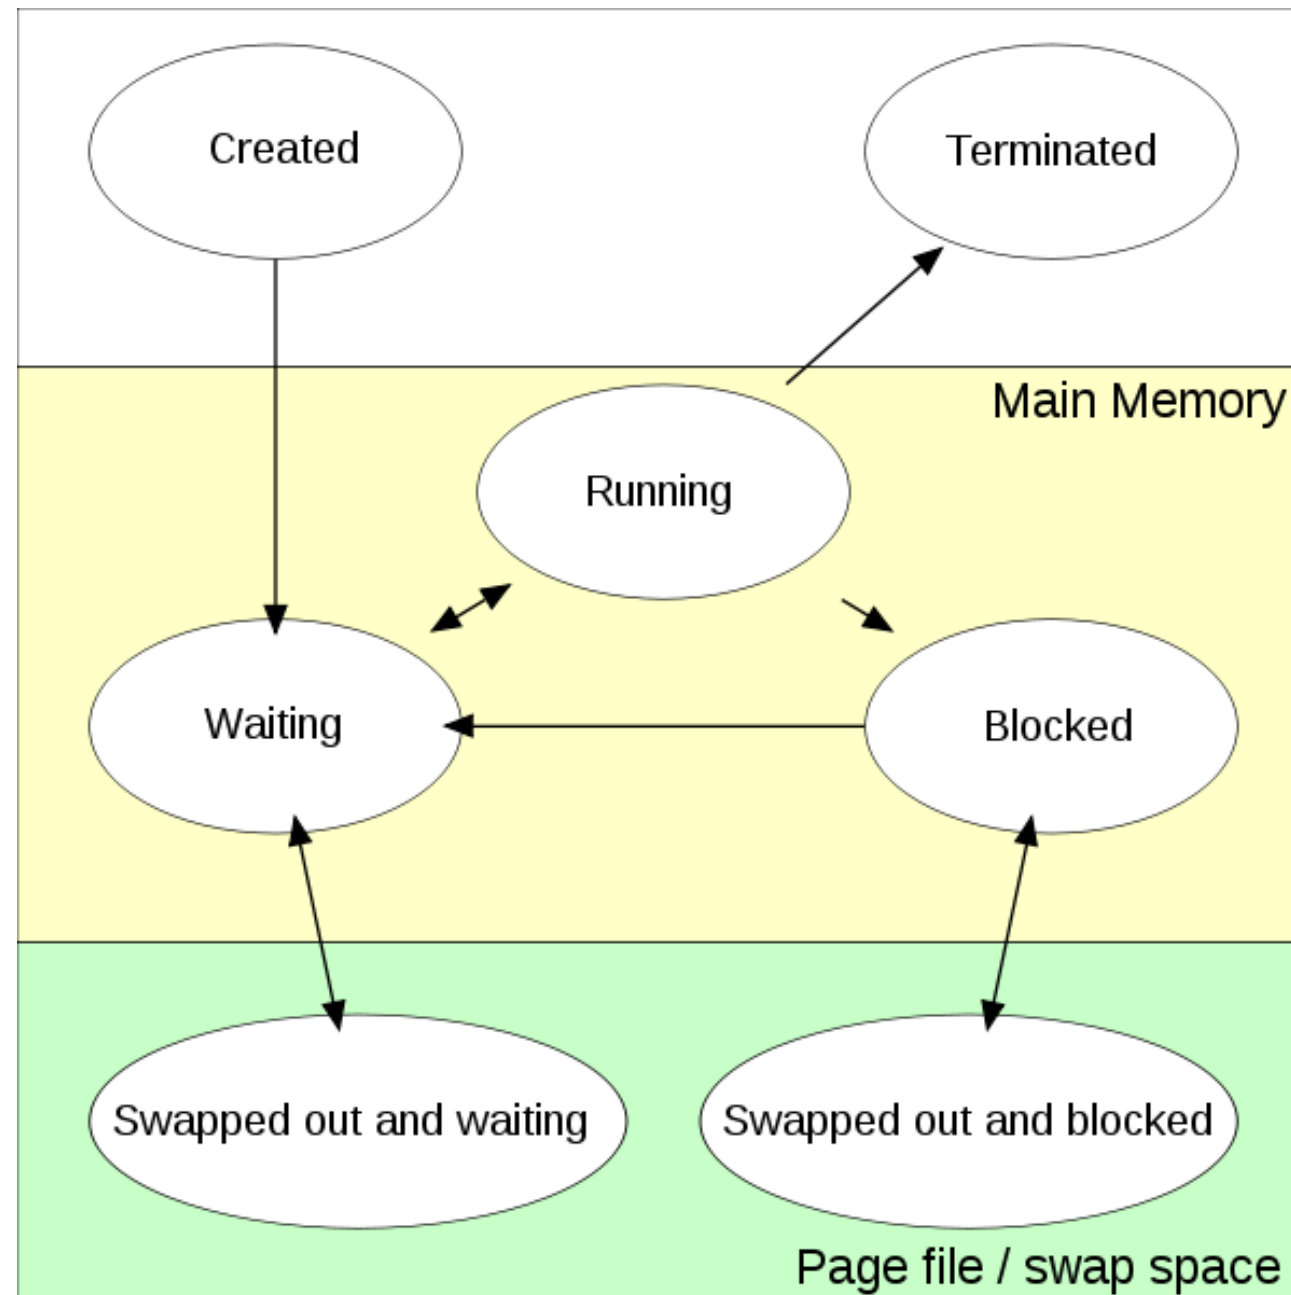 Created
Terminated
Main Memory
Running
Waiting
Blocked
Swapped out and waiting
Swapped out and blocked
Page file / swap space